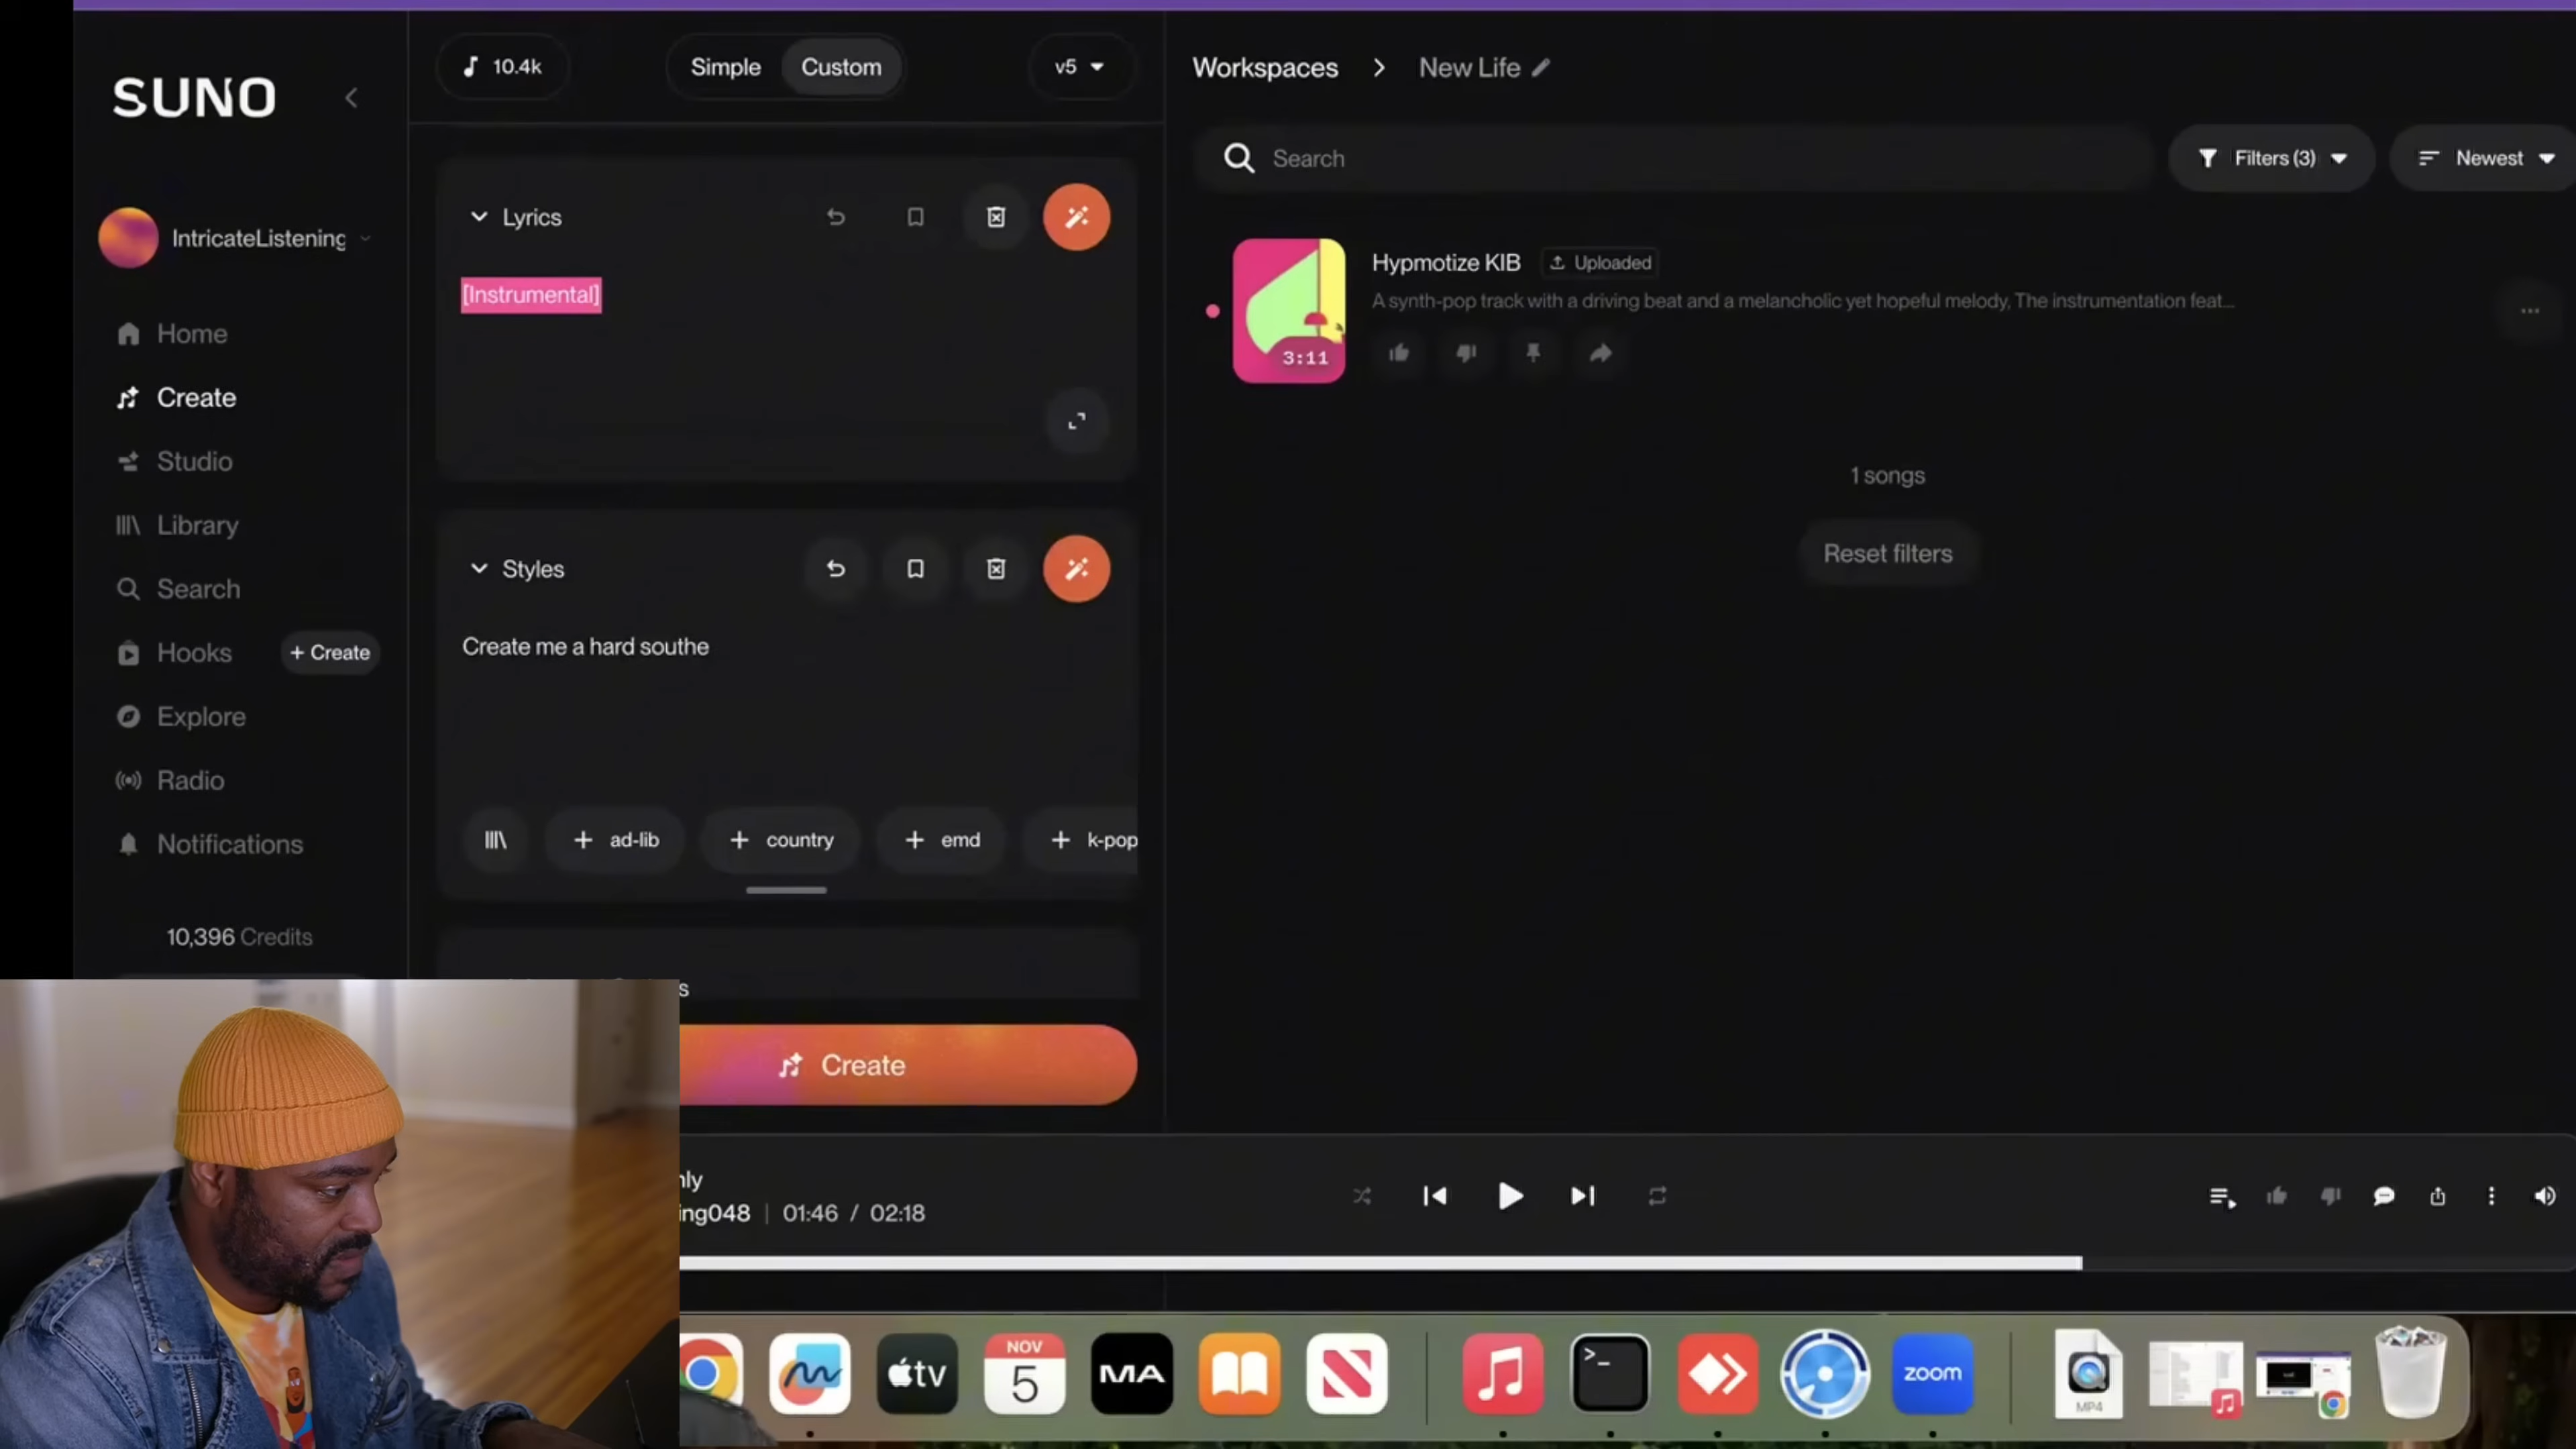 SUNO
IntricateListening
Home
Create
Studio
Library
Search
Hooks
+ Create
Explore
Radio
Notifications
10,396 Credits
10.4k
Simple
Custom
v5
Lyrics
[Instrumental]
Styles
Create me a hard southe
+ ad-lib
+ country
+ emd
+ k-pop
s
Create
Workspaces > New Life
Search
Filters (3)
Newest
Hypmotize KIB
Uploaded
A synth-pop track with a driving beat and a melancholic yet hopeful melody, The instrumentation feat...
3:11
1 songs
Reset filters
nly
ing048 | 01:46 / 02:18
tv
NOV
5
MA
>_
zoom
MP4